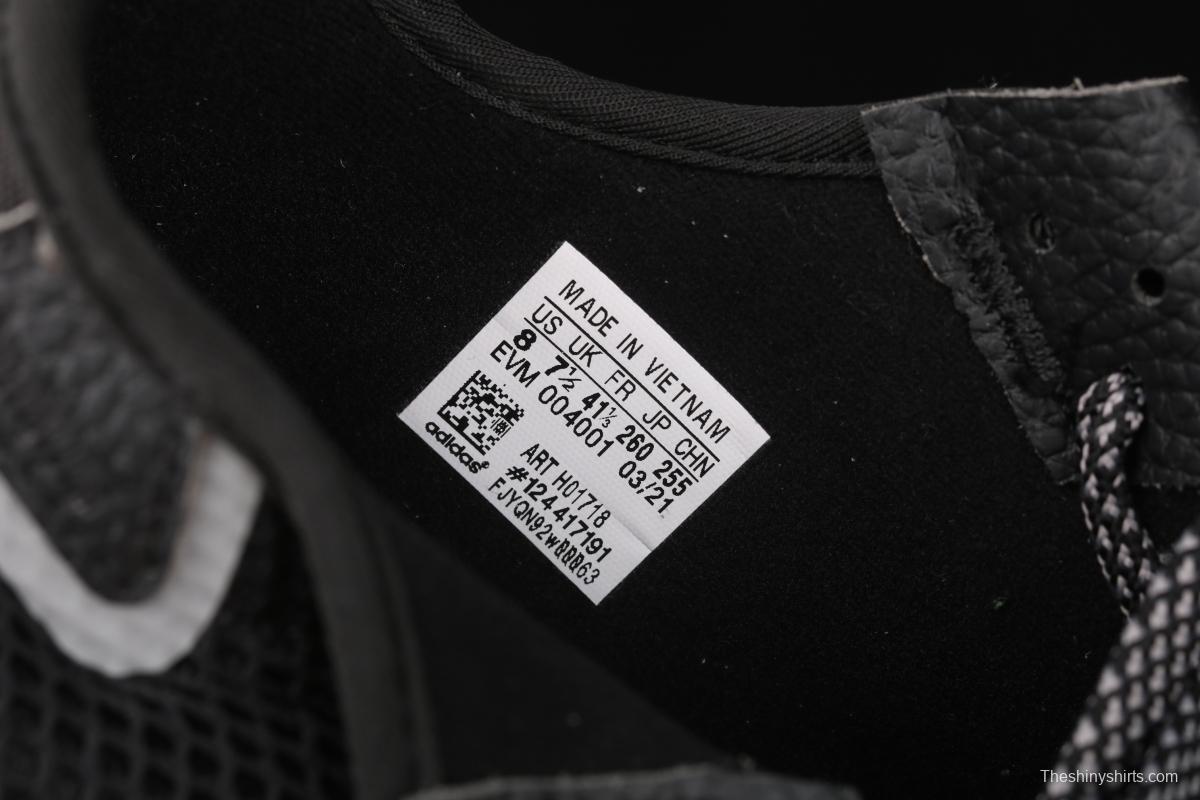 MADE IN VIETNAM
US UK FR JP CHN
8 7½ 41⅓ 260 255
EVM 004001 03/21
adidas
ART H01718
#124417191
Theshinyshirts.com